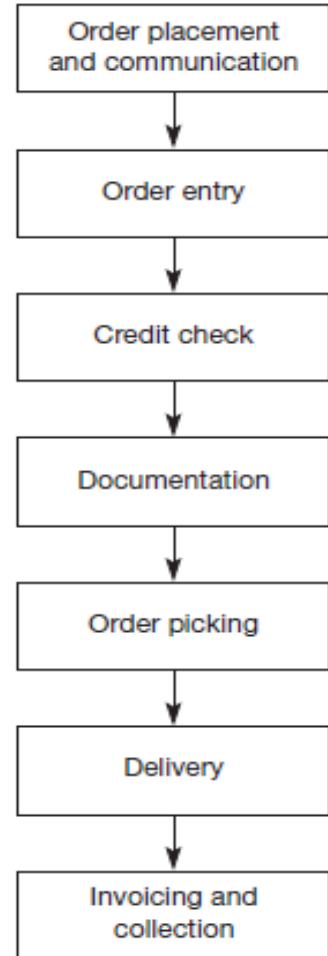 Order placement
and communication
Order entry
Credit check
Documentation
Order picking
Delivery
Invoicing and
collection